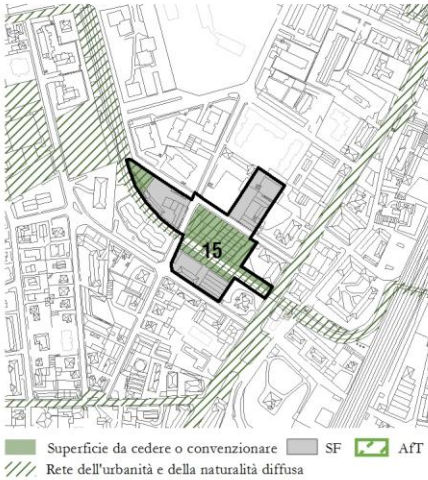 15
Superficie da cedere o convenzionare SF AfT
Rete dell'urbanità e della naturalità diffusa